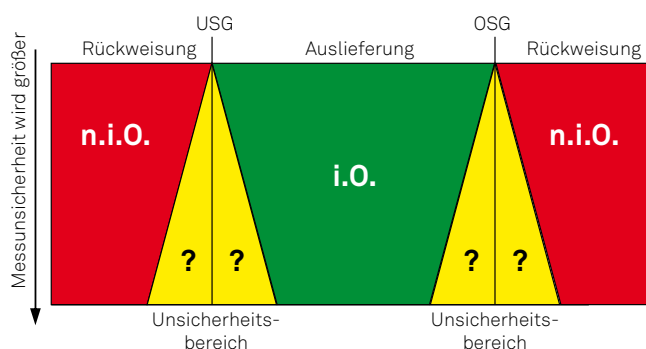 USG
OSG
Rückweisung
Auslieferung
Rückweisung
Messunsicherheit wird größer
n.i.O.
i.O.
n.i.O.
?
?
?
?
Unsicherheits-
bereich
Unsicherheits-
bereich